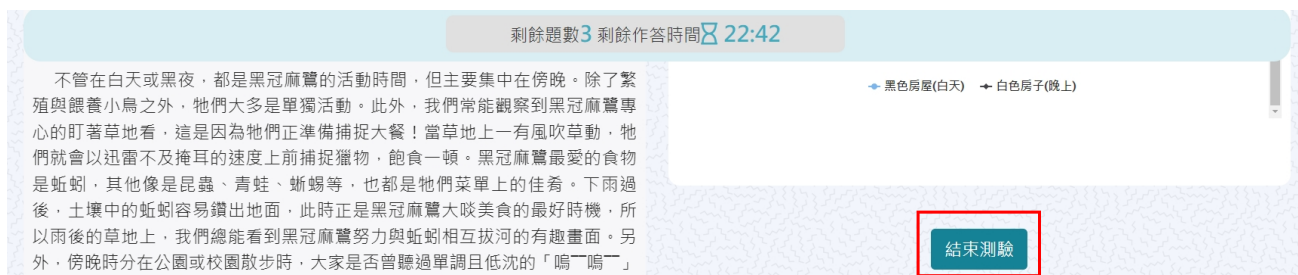 剩餘題數3 剩餘作答時間 22:42
不管在白天或黑夜，都是黑冠麻鷺的活動時間，但主要集中在傍晚。除了繁
殖與餵養小鳥之外，牠們大多是單獨活動。此外，我們常能觀察到黑冠麻鷺專
心的盯著草地看，這是因為牠們正準備捕捉大餐！當草地上一有風吹草動，牠
們就會以迅雷不及掩耳的速度上前捕捉獵物，飽食一頓。黑冠麻鷺最愛的食物
是蚯蚓，其他像是昆蟲、青蛙、蜥蜴等，也都是牠們菜單上的佳肴。下雨過
後，土壤中的蚯蚓容易鑽出地面，此時正是黑冠麻鷺大啖美食的最好時機，所
以雨後的草地上，我們總能看到黑冠麻鷺努力與蚯蚓相互拔河的有趣畫面。另
外，傍晚時分在公園或校園散步時，大家是否曾聽過單調且低沈的「嗚——嗚——」
黑色房屋(白天) 白色房子(晚上)
結束測驗